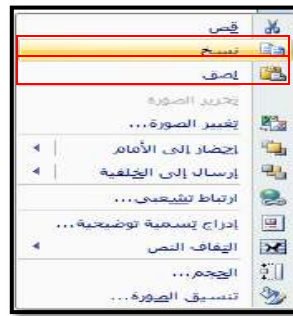 قص
نسخ
لصق
تحرير الصورة
تغيير الصورة...
إحضار إلى الأمام
إرسال إلى الخلفية
ارتباط تشعبي...
إدراج تسمية توضيحية...
التفاف النص
الحجم...
تنسيق الصورة...